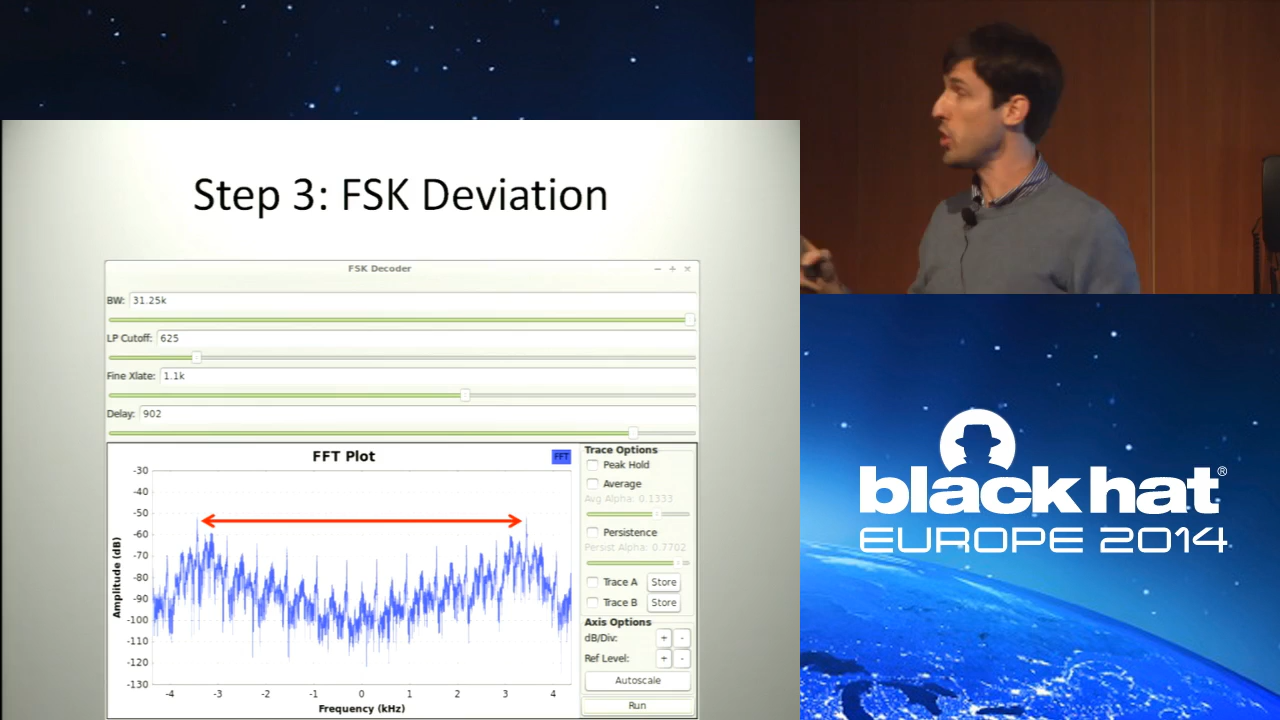 Step 3: FSK Deviation
FSK Decoder
BW: 31.25k
LP Cutoff: 625
Fine Xlate: 1.1k
Delay: 902
FFT Plot
FFT
Trace Options
Peak Hold
Average
Avg Alpha: 0.1333
Persistence
Persist Alpha: 0.7702
Trace A Store
Trace B Store
Axis Options
dB/Div: + -
Ref Level: + -
Autoscale
Run
Amplitude (dB)
-30
-40
-50
-60
-70
-80
-90
-100
-110
-120
-130
-4 -3 -2 -1 0 1 2 3 4
Frequency (kHz)
black hat®
EUROPE 2014